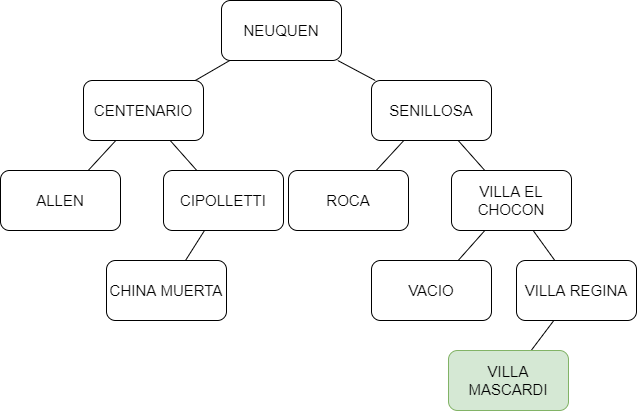 NEUQUEN
CENTENARIO
SENILLOSA
ALLEN
CIPOLLETTI
ROCA
VILLA EL
CHOCON
CHINA MUERTA
VACIO
VILLA REGINA
VILLA
MASCARDI